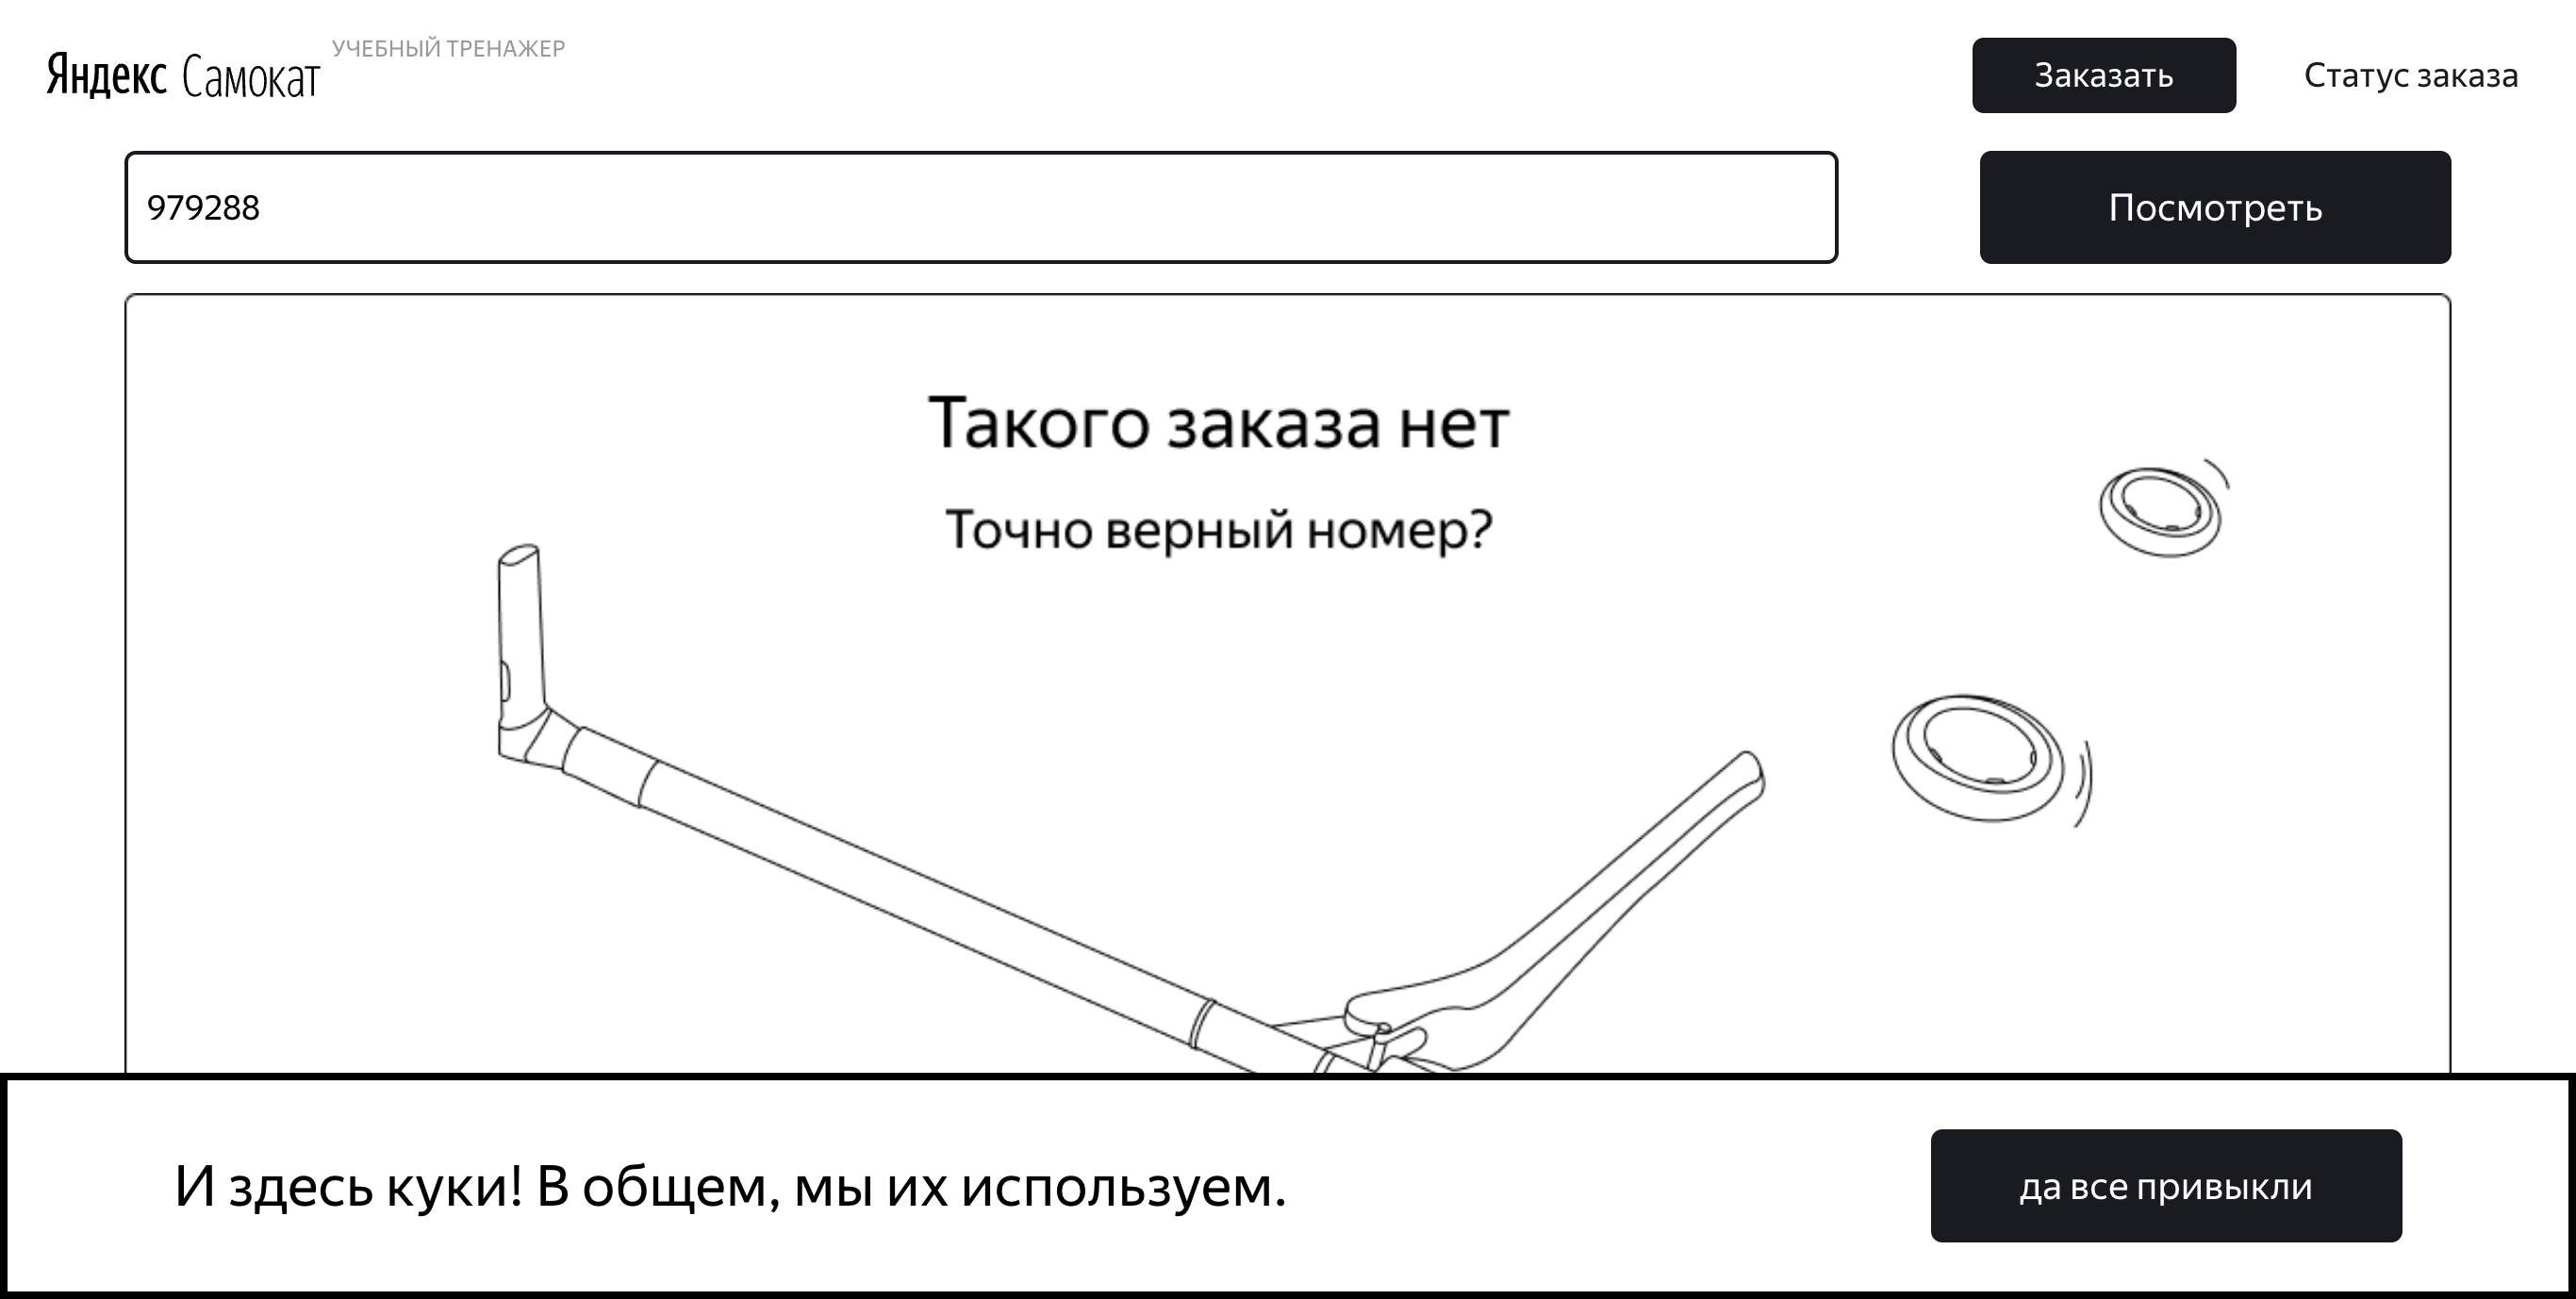 Яндекс Самокат
УЧЕБНЫЙ ТРЕНАЖЕР
Заказать
Статус заказа
979288
Посмотреть
Такого заказа нет
Точно верный номер?
И здесь куки! В общем, мы их используем.
да все привыкли